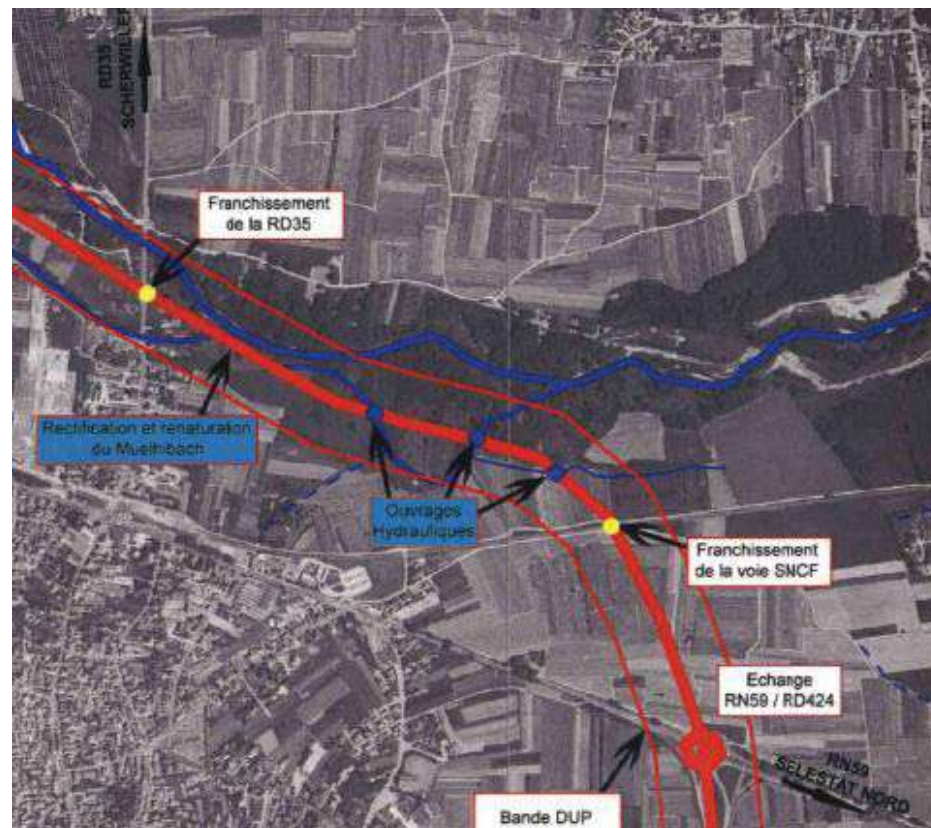 RD35
SCHERWILLER
Franchissement
de la RD35
Rectification et renaturation
du Muelhibach
Ouvrages
Hydrauliques
Franchissement
de la voie SNCF
Echange
RN59 / RD424
RN59
SELESTAT NORD
Bande DUP